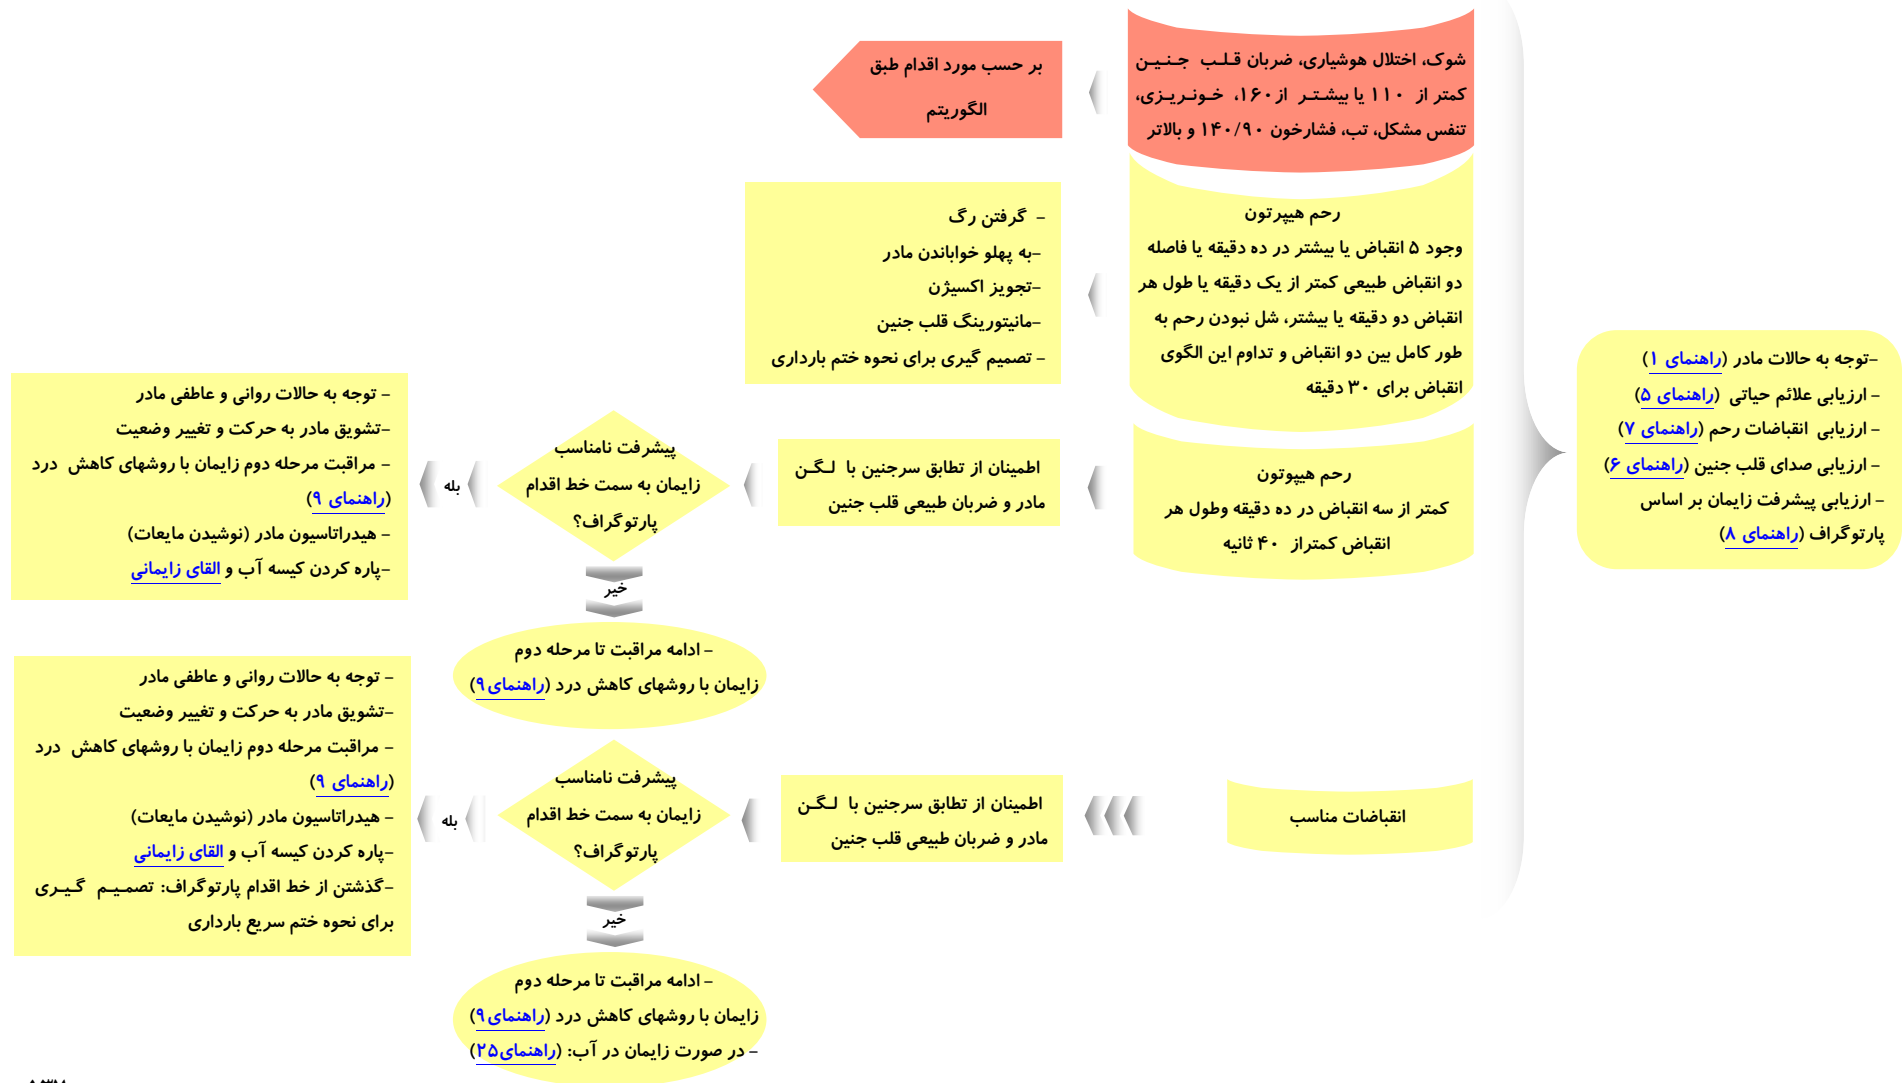 -توجه به حالات مادر (راهنمای ۱)
- ارزیابی علائم حیاتی (راهنمای ۵)
- ارزیابی انقباضات رحم (راهنمای ۷)
- ارزیابی صدای قلب جنین (راهنمای ۶)
- ارزیابی پیشرفت زایمان بر اساس
پارتوگراف (راهنمای ۸)
شوک، اختلال هوشیاری، ضربان قلب جنین
کمتر از ۱۱۰ یا بیشتر از۱۶۰، خونریزی،
تنفس مشکل، تب، فشارخون ۱۴۰/۹۰ و بالاتر
بر حسب مورد اقدام طبق
الگوریتم
رحم هیپرتون
وجود ۵ انقباض یا بیشتر در ده دقیقه یا فاصله
دو انقباض طبیعی کمتر از یک دقیقه یا طول هر
انقباض دو دقیقه یا بیشتر، شل نبودن رحم به
طور کامل بین دو انقباض و تداوم این الگوی
انقباض برای ۳۰ دقیقه
- گرفتن رگ
-به پهلو خواباندن مادر
-تجویز اکسیژن
-مانیتورینگ قلب جنین
- تصمیم گیری برای نحوه ختم بارداری
رحم هیپوتون
کمتر از سه انقباض در ده دقیقه وطول هر
انقباض کمتراز ۴۰ ثانیه
اطمینان از تطابق سرجنین با لگن
مادر و ضربان طبیعی قلب جنین
پیشرفت نامناسب
زایمان به سمت خط اقدام
پارتوگراف؟
بله
- توجه به حالات روانی و عاطفی مادر
-تشویق مادر به حرکت و تغییر وضعیت
- مراقبت مرحله دوم زایمان با روشهای کاهش درد
(راهنمای ۹)
- هیدراتاسیون مادر (نوشیدن مایعات)
-پاره کردن کیسه آب و القای زایمانی
خیر
- ادامه مراقبت تا مرحله دوم
زایمان با روشهای کاهش درد (راهنمای۹)
انقباضات مناسب
اطمینان از تطابق سرجنین با لگن
مادر و ضربان طبیعی قلب جنین
پیشرفت نامناسب
زایمان به سمت خط اقدام
پارتوگراف؟
بله
- توجه به حالات روانی و عاطفی مادر
-تشویق مادر به حرکت و تغییر وضعیت
- مراقبت مرحله دوم زایمان با روشهای کاهش درد
(راهنمای ۹)
- هیدراتاسیون مادر (نوشیدن مایعات)
-پاره کردن کیسه آب و القای زایمانی
-گذشتن از خط اقدام پارتوگراف: تصمیم گیری
برای نحوه ختم سریع بارداری
خیر
- ادامه مراقبت تا مرحله دوم
زایمان با روشهای کاهش درد (راهنمای۹)
- در صورت زایمان در آب: (راهنمای۲۵)